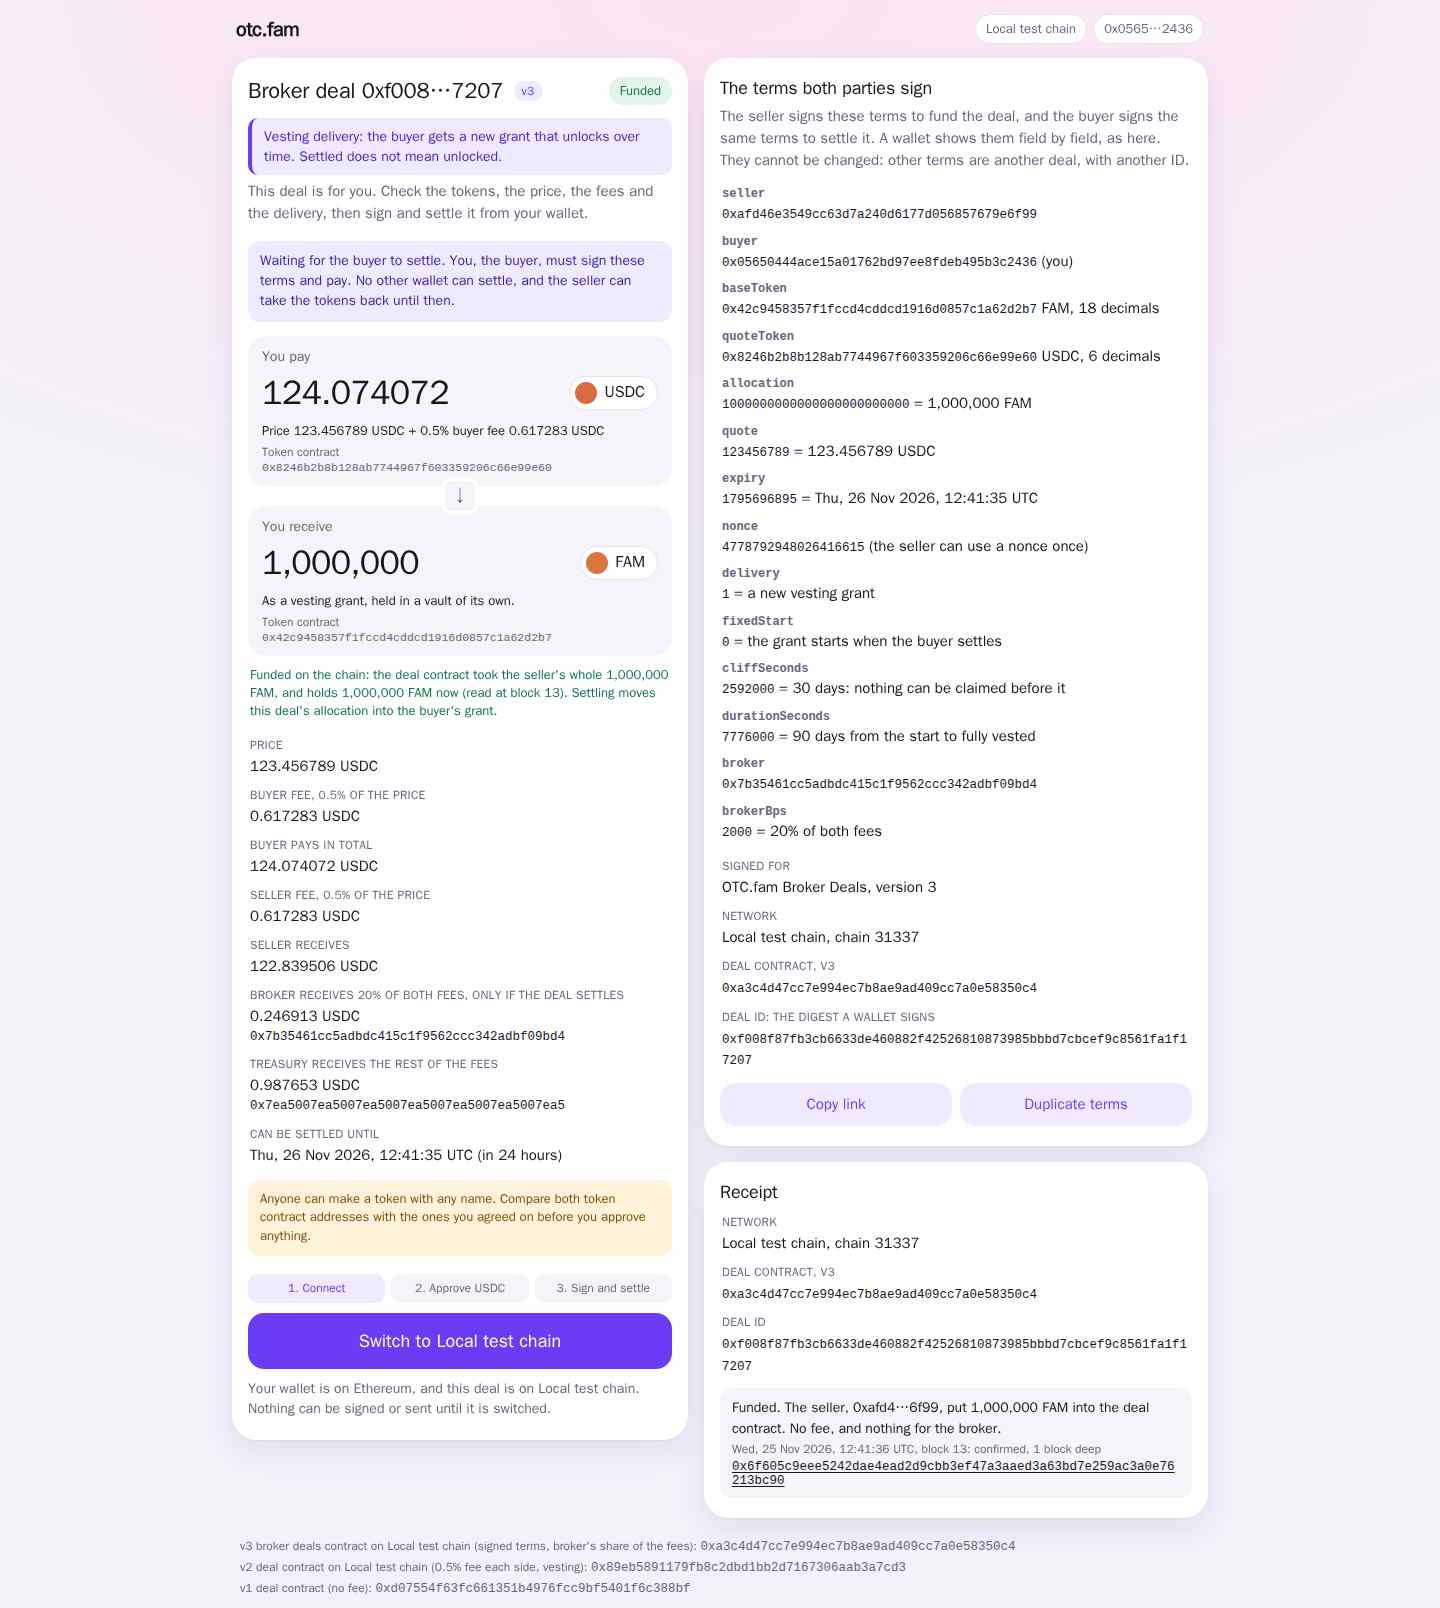 otc.fam
Local test chain
0x0565···2436
Broker deal 0xf008···7207
v3
Funded
Vesting delivery: the buyer gets a new grant that unlocks over
time. Settled does not mean unlocked.
This deal is for you. Check the tokens, the price, the fees and
the delivery, then sign and settle it from your wallet.
Waiting for the buyer to settle. You, the buyer, must sign these
terms and pay. No other wallet can settle, and the seller can
take the tokens back until then.
You pay
124.074072
USDC
Price 123.456789 USDC + 0.5% buyer fee 0.617283 USDC
Token contract
0x8246b2b8b128ab7744967f603359206c66e99e60
↓
You receive
1,000,000
FAM
As a vesting grant, held in a vault of its own.
Token contract
0x42c9458357f1fccd4cddcd1916d0857c1a62d2b7
Funded on the chain: the deal contract took the seller's whole 1,000,000
FAM, and holds 1,000,000 FAM now (read at block 13). Settling moves
this deal's allocation into the buyer's grant.
PRICE
123.456789 USDC
BUYER FEE, 0.5% OF THE PRICE
0.617283 USDC
BUYER PAYS IN TOTAL
124.074072 USDC
SELLER FEE, 0.5% OF THE PRICE
0.617283 USDC
SELLER RECEIVES
122.839506 USDC
BROKER RECEIVES 20% OF BOTH FEES, ONLY IF THE DEAL SETTLES
0.246913 USDC
0x7b35461cc5adbdc415c1f9562ccc342adbf09bd4
TREASURY RECEIVES THE REST OF THE FEES
0.987653 USDC
0x7ea5007ea5007ea5007ea5007ea5007ea5007ea5
CAN BE SETTLED UNTIL
Thu, 26 Nov 2026, 12:41:35 UTC (in 24 hours)
Anyone can make a token with any name. Compare both token
contract addresses with the ones you agreed on before you approve
anything.
1. Connect
2. Approve USDC
3. Sign and settle
Switch to Local test chain
Your wallet is on Ethereum, and this deal is on Local test chain.
Nothing can be signed or sent until it is switched.
The terms both parties sign
The seller signs these terms to fund the deal, and the buyer signs the
same terms to settle it. A wallet shows them field by field, as here.
They cannot be changed: other terms are another deal, with another ID.
seller
0xafd46e3549cc63d7a240d6177d056857679e6f99
buyer
0x05650444ace15a01762bd97ee8fdeb495b3c2436 (you)
baseToken
0x42c9458357f1fccd4cddcd1916d0857c1a62d2b7 FAM, 18 decimals
quoteToken
0x8246b2b8b128ab7744967f603359206c66e99e60 USDC, 6 decimals
allocation
1000000000000000000000000 = 1,000,000 FAM
quote
123456789 = 123.456789 USDC
expiry
1795696895 = Thu, 26 Nov 2026, 12:41:35 UTC
nonce
4778792948026416615 (the seller can use a nonce once)
delivery
1 = a new vesting grant
fixedStart
0 = the grant starts when the buyer settles
cliffSeconds
2592000 = 30 days: nothing can be claimed before it
durationSeconds
7776000 = 90 days from the start to fully vested
broker
0x7b35461cc5adbdc415c1f9562ccc342adbf09bd4
brokerBps
2000 = 20% of both fees
SIGNED FOR
OTC.fam Broker Deals, version 3
NETWORK
Local test chain, chain 31337
DEAL CONTRACT, V3
0xa3c4d47cc7e994ec7b8ae9ad409cc7a0e58350c4
DEAL ID: THE DIGEST A WALLET SIGNS
0xf008f87fb3cb6633de460882f42526810873985bbbd7cbcef9c8561fa1f1
7207
Copy link
Duplicate terms
Receipt
NETWORK
Local test chain, chain 31337
DEAL CONTRACT, V3
0xa3c4d47cc7e994ec7b8ae9ad409cc7a0e58350c4
DEAL ID
0xf008f87fb3cb6633de460882f42526810873985bbbd7cbcef9c8561fa1f1
7207
Funded. The seller, 0xafd4···6f99, put 1,000,000 FAM into the deal
contract. No fee, and nothing for the broker.
Wed, 25 Nov 2026, 12:41:36 UTC, block 13: confirmed, 1 block deep
0x6f605c9eee5242dae4ead2d9cbb3ef47a3aaed3a63bd7e259ac3a0e76
213bc90
v3 broker deals contract on Local test chain (signed terms, broker's share of the fees): 0xa3c4d47cc7e994ec7b8ae9ad409cc7a0e58350c4
v2 deal contract on Local test chain (0.5% fee each side, vesting): 0x89eb5891179fb8c2dbd1bb2d7167306aab3a7cd3
v1 deal contract (no fee): 0xd07554f63fc661351b4976fcc9bf5401f6c388bf